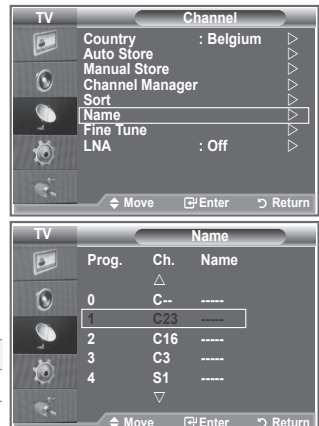 TV Channel
Country : Belgium
Auto Store
Manual Store
Channel Manager
Sort
Name
Fine Tune
LNA : Off
Move Enter Return
TV Name
Prog. Ch. Name
0 C-- -----
1 C23 -----
2 C16 -----
3 C3 -----
4 S1 -----
Move Enter Return